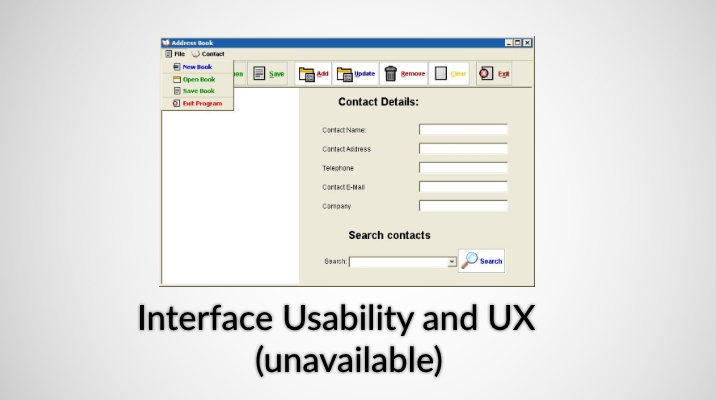 Address Book
File Contact
New Book
Open Book
Save Book
Exit Program
Save Add Update Remove Clear Exit
Contact Details:
Contact Name:
Contact Address
Telephone
Contact E-Mail
Company
Search contacts
Search: Search
Interface Usability and UX
(unavailable)